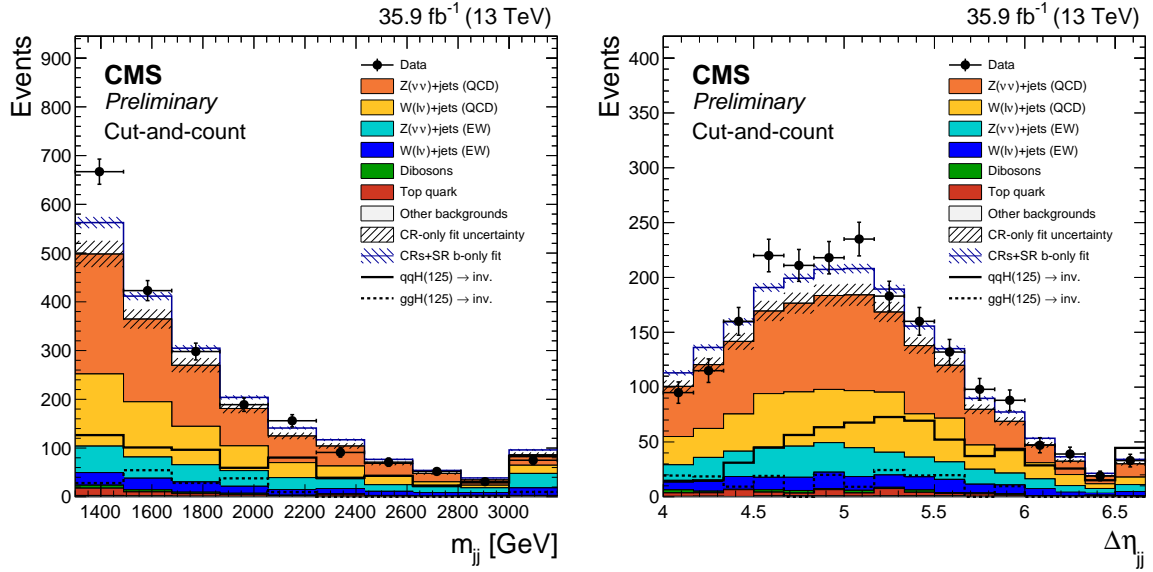 35.9 fb⁻¹ (13 TeV)
Events
900
800
700
600
500
400
300
200
100
0
CMS
Preliminary
Cut-and-count
Data
Z(νν)+jets (QCD)
W(lν)+jets (QCD)
Z(νν)+jets (EW)
W(lν)+jets (EW)
Dibosons
Top quark
Other backgrounds
CR-only fit uncertainty
CRs+SR b-only fit
qqH(125) → inv.
ggH(125) → inv.
1400 1600 1800 2000 2200 2400 2600 2800 3000
m_jj [GeV]
35.9 fb⁻¹ (13 TeV)
Events
400
350
300
250
200
150
100
50
0
CMS
Preliminary
Cut-and-count
Data
Z(νν)+jets (QCD)
W(lν)+jets (QCD)
Z(νν)+jets (EW)
W(lν)+jets (EW)
Dibosons
Top quark
Other backgrounds
CR-only fit uncertainty
CRs+SR b-only fit
qqH(125) → inv.
ggH(125) → inv.
4 4.5 5 5.5 6 6.5
Δη_jj